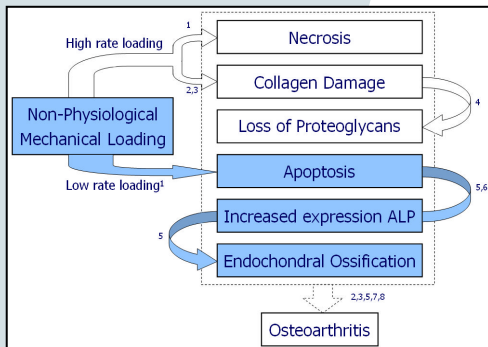 1
High rate loading
Necrosis
2,3
Collagen Damage
4
Non-Physiological
Mechanical Loading
Loss of Proteoglycans
Apoptosis
Low rate loading¹
5,6
Increased expression ALP
5
Endochondral Ossification
2,3,5,7,8
Osteoarthritis